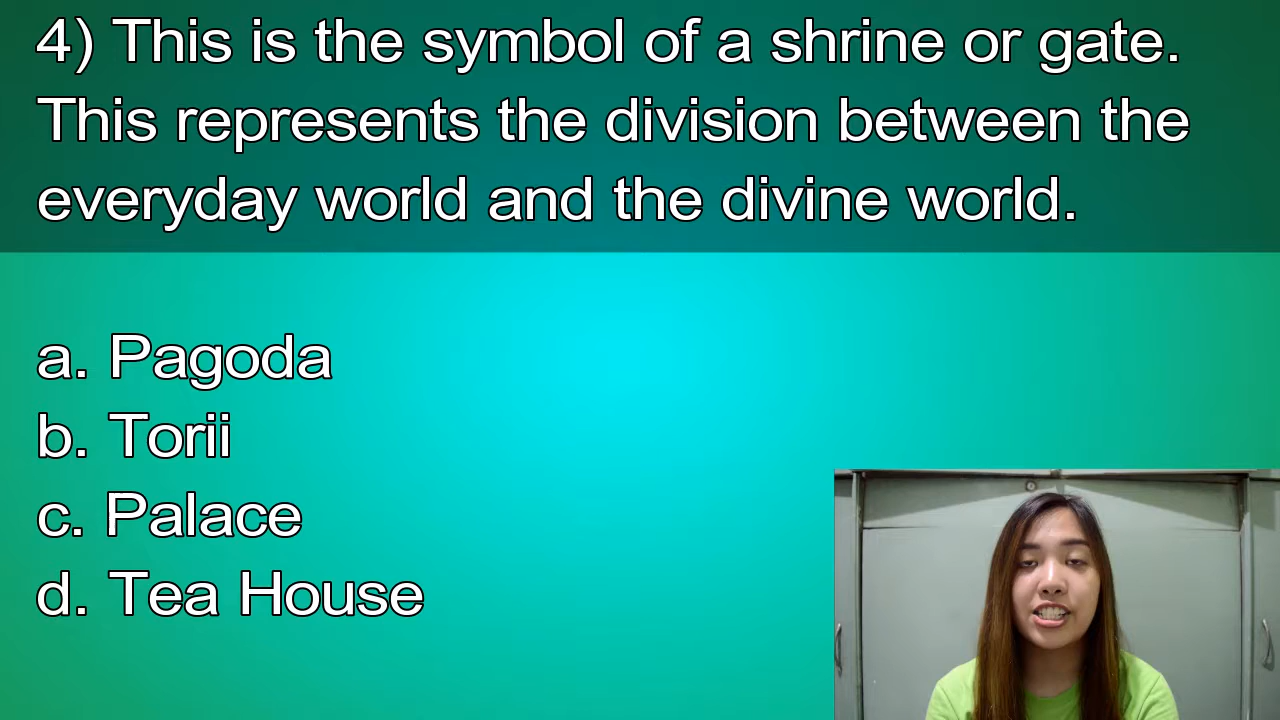 4) This is the symbol of a shrine or gate.
This represents the division between the
everyday world and the divine world.
a. Pagoda
b. Torii
c. Palace
d. Tea House